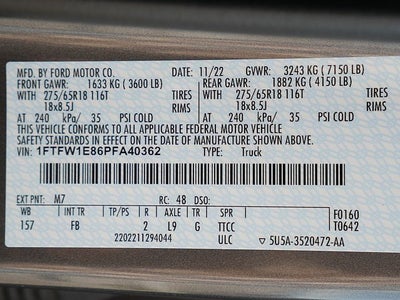 MFD. BY FORD MOTOR CO. 11/22 GVWR: 3243 KG (7150 LB)
FRONT GAWR: 1633 KG (3600 LB) REAR GAWR: 1882 KG (4150 LB)
WITH 275/65R18 116T TIRES WITH 275/65R18 116T TIRES
18x8.5J RIMS 18x8.5J RIMS
AT 240 kPa/ 35 PSI COLD AT 240 kPa/ 35 PSI COLD
THIS VEHICLE CONFORMS TO ALL APPLICABLE FEDERAL MOTOR VEHICLE
SAFETY STANDARDS IN EFFECT ON THE DATE OF MANUFACTURE SHOWN ABOVE.
VIN: 1FTFW1E86PFA40362 TYPE: Truck
EXT PNT: M7 RC: 48 DSO:
WB INT TR TP/PS R AXLE TR SPR F0160
157 FB 2 L9 G TTCC T0642
2202211294044 ULC 5U5A-3520472-AA